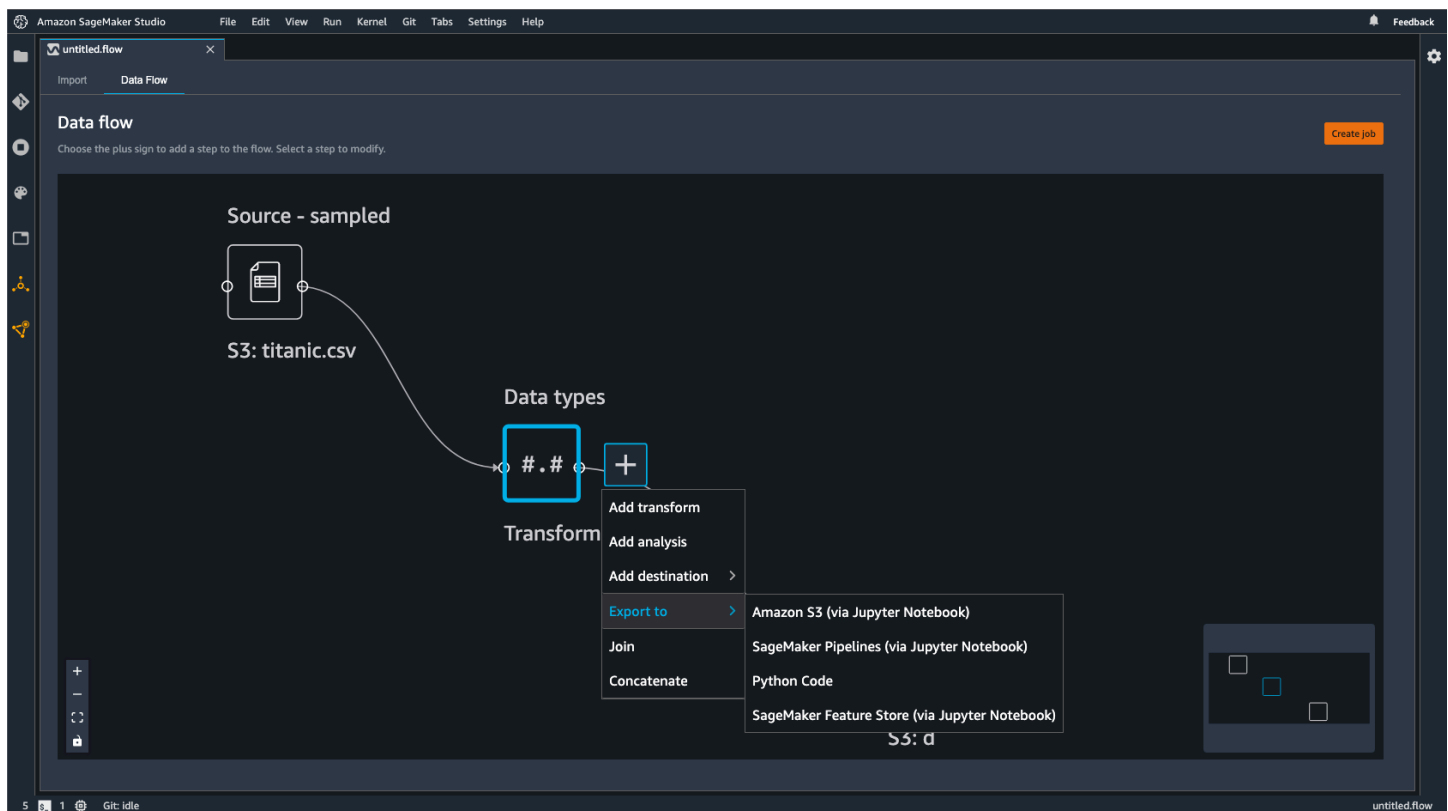 Amazon SageMaker Studio File Edit View Run Kernel Git Tabs Settings Help Feedback
untitled.flow
Import Data Flow
Data flow
Create job
Choose the plus sign to add a step to the flow. Select a step to modify.
Source - sampled
S3: titanic.csv
Data types
#.#
Transform
Add transform
Add analysis
Add destination
Export to
Join
Concatenate
Amazon S3 (via Jupyter Notebook)
SageMaker Pipelines (via Jupyter Notebook)
Python Code
SageMaker Feature Store (via Jupyter Notebook)
S3: d
5 $_ 1 Git: idle untitled.flow